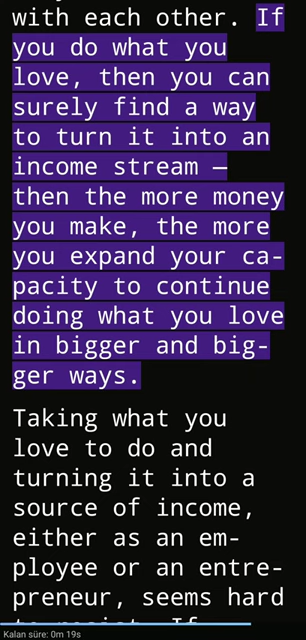 with each other. If
you do what you
love, then you can
surely find a way
to turn it into an
income stream —
then the more money
you make, the more
you expand your ca-
pacity to continue
doing what you love
in bigger and big-
ger ways.
Taking what you
love to do and
turning it into a
source of income,
either as an em-
ployee or an entre-
preneur, seems hard
to resist. If
Kalan süre: 0m 19s